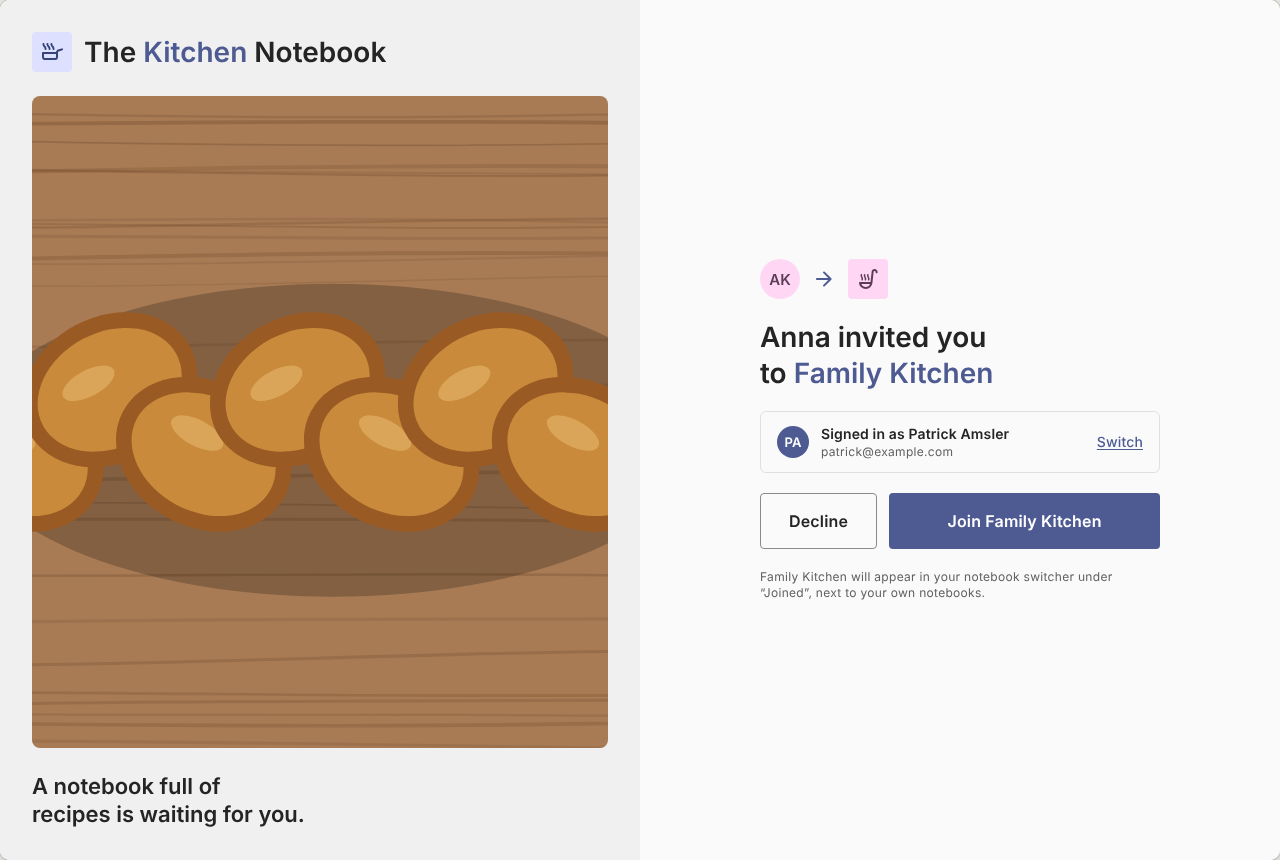 The Kitchen Notebook
A notebook full of
recipes is waiting for you.
AK
Anna invited you
to Family Kitchen
PA
Signed in as Patrick Amsler
patrick@example.com
Switch
Decline
Join Family Kitchen
Family Kitchen will appear in your notebook switcher under
“Joined”, next to your own notebooks.